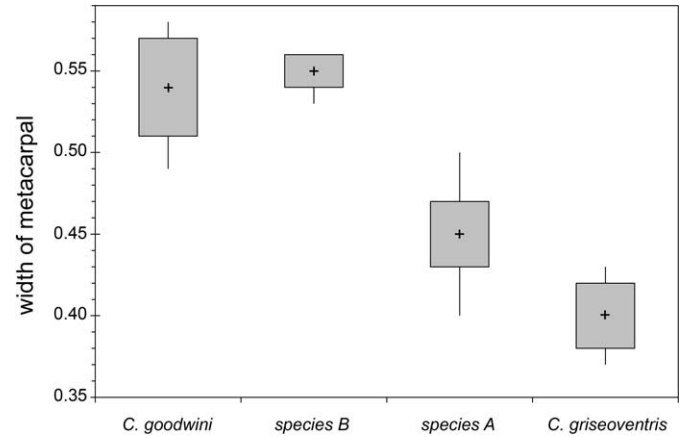 width of metacarpal
0.55
0.50
0.45
0.40
0.35
C. goodwini
species B
species A
C. griseoventris